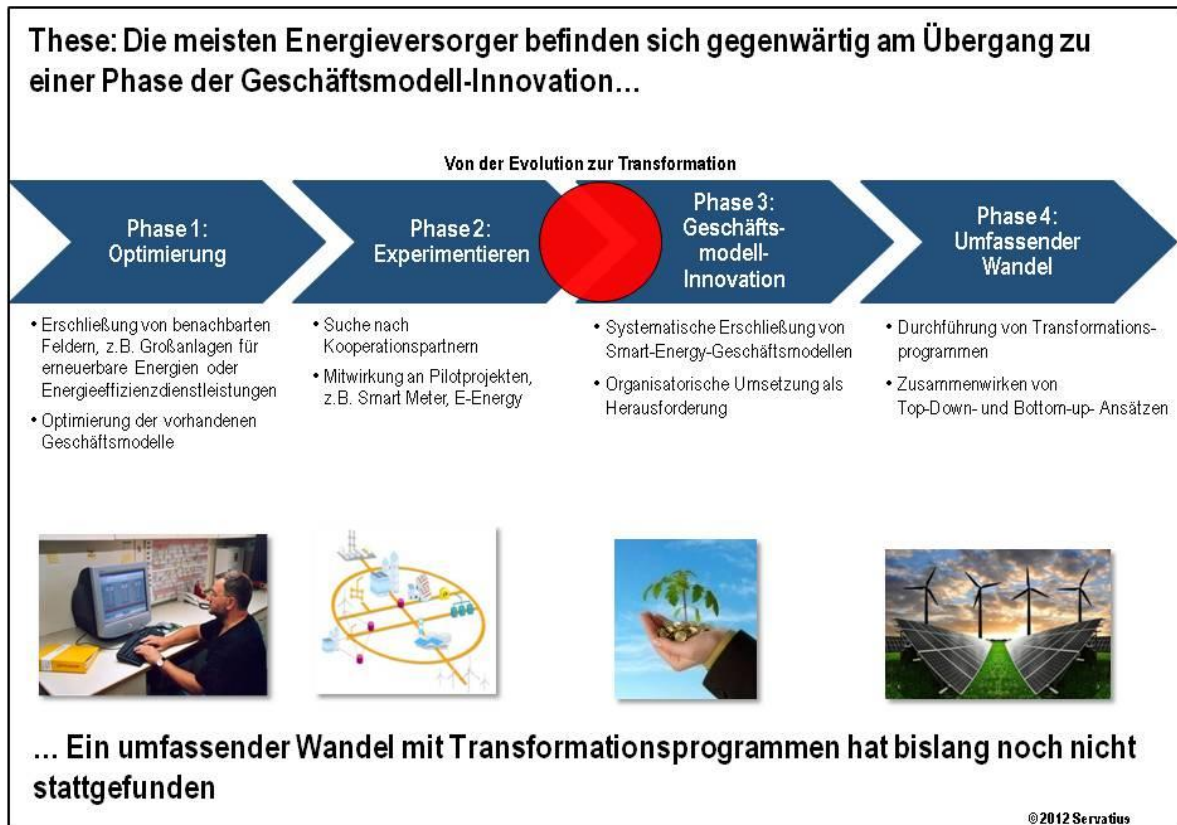 These: Die meisten Energieversorger befinden sich gegenwärtig am Übergang zu
einer Phase der Geschäftsmodell-Innovation…
Von der Evolution zur Transformation
Phase 1:
Optimierung
Phase 2:
Experimentieren
Phase 3:
Geschäfts-
modell-
Innovation
Phase 4:
Umfassender
Wandel
• Erschließung von benachbarten
Feldern, z.B. Großanlagen für
erneuerbare Energien oder
Energieeffizienzdienstleistungen
• Optimierung der vorhandenen
Geschäftsmodelle
• Suche nach
Kooperationspartnern
• Mitwirkung an Pilotprojekten,
z.B. Smart Meter, E-Energy
• Systematische Erschließung von
Smart-Energy-Geschäftsmodellen
• Organisatorische Umsetzung als
Herausforderung
• Durchführung von Transformations-
programmen
• Zusammenwirken von
Top-Down- und Bottom-up- Ansätzen
… Ein umfassender Wandel mit Transformationsprogrammen hat bislang noch nicht
stattgefunden
©2012 Servatius